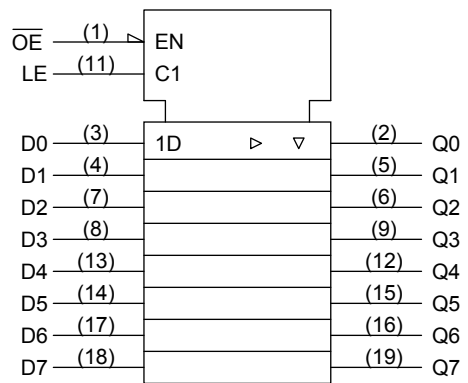 O̅E̅ (1) EN
LE (11) C1
D0 (3) 1D (2) Q0
D1 (4) (5) Q1
D2 (7) (6) Q2
D3 (8) (9) Q3
D4 (13) (12) Q4
D5 (14) (15) Q5
D6 (17) (16) Q6
D7 (18) (19) Q7